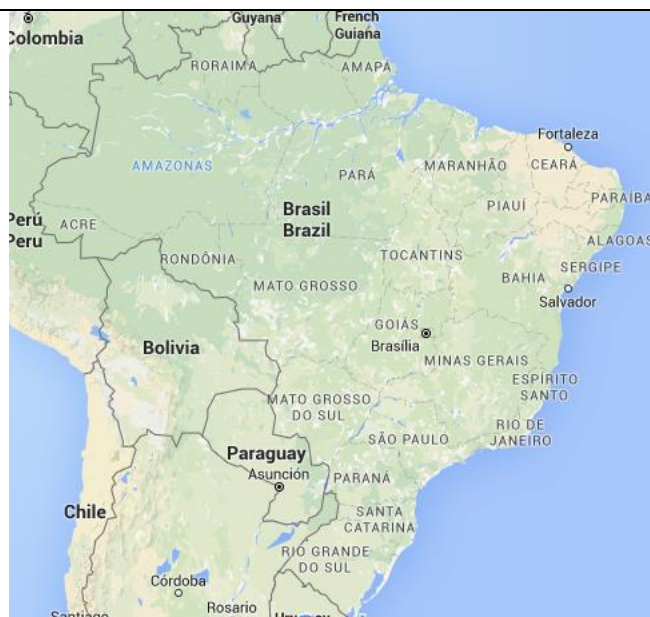 Guyana
French
Guiana
Colombia
RORAIMA
AMAPÁ
Fortaleza
AMAZONAS
PARÁ
MARANHÃO
CEARÁ
Brasil
Brazil
PIAUÍ
PARAÍBA
Perú
Peru
ACRE
RONDÔNIA
TOCANTINS
ALAGOAS
SERGIPE
BAHIA
MATO GROSSO
Salvador
GOIÁS
Brasília
Bolivia
MINAS GERAIS
ESPÍRITO
SANTO
MATO GROSSO
DO SUL
RIO DE
JANEIRO
SÃO PAULO
Paraguay
Asunción
PARANÁ
Chile
SANTA
CATARINA
RIO GRANDE
DO SUL
Córdoba
Rosario
Santiago
Uruguay